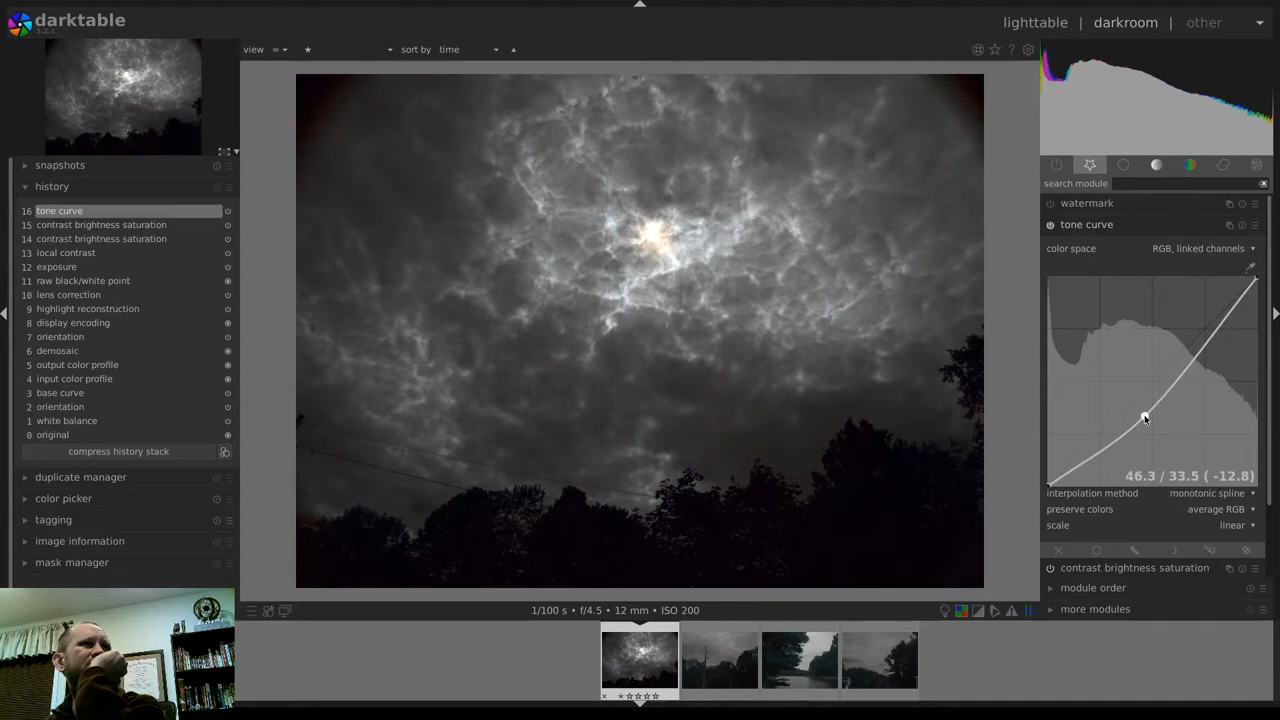 darktable
3.2.1
lighttable | darkroom | other
view
sort by time
snapshots
history
16 tone curve
15 contrast brightness saturation
14 contrast brightness saturation
13 local contrast
12 exposure
11 raw black/white point
10 lens correction
9 highlight reconstruction
8 display encoding
7 orientation
6 demosaic
5 output color profile
4 input color profile
3 base curve
2 orientation
1 white balance
0 original
compress history stack
duplicate manager
color picker
tagging
image information
mask manager
1/100 s • f/4.5 • 12 mm • ISO 200
search module
watermark
tone curve
color space RGB, linked channels
46.3 / 33.5 ( -12.8)
interpolation method monotonic spline
preserve colors average RGB
scale linear
contrast brightness saturation
module order
more modules